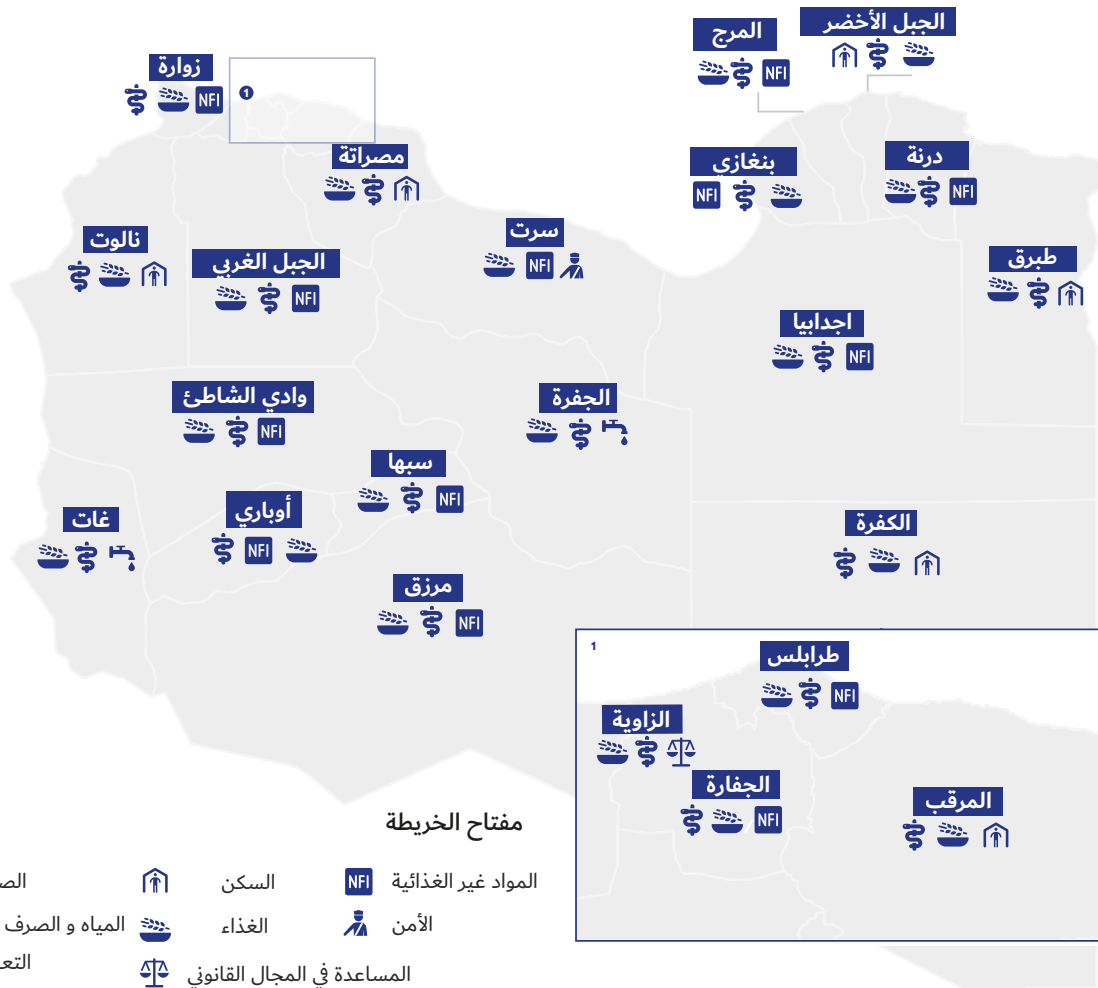 الجبل الأخضر
المرج
NFI
زوارة
NFI
1
مصراتة
بنغازي
NFI
درنة
NFI
نالوت
الجبل الغربي
NFI
سرت
NFI
طبرق
اجدابيا
NFI
وادي الشاطئ
NFI
الجفرة
سبها
NFI
غات
أوباري
NFI
الكفرة
مرزق
NFI
1
طرابلس
NFI
الزاوية
الجفارة
NFI
المرقب
مفتاح الخريطة
NFI المواد غير الغذائية
السكن
الأمن
الغذاء
المياه و الصرف
المساعدة في المجال القانوني